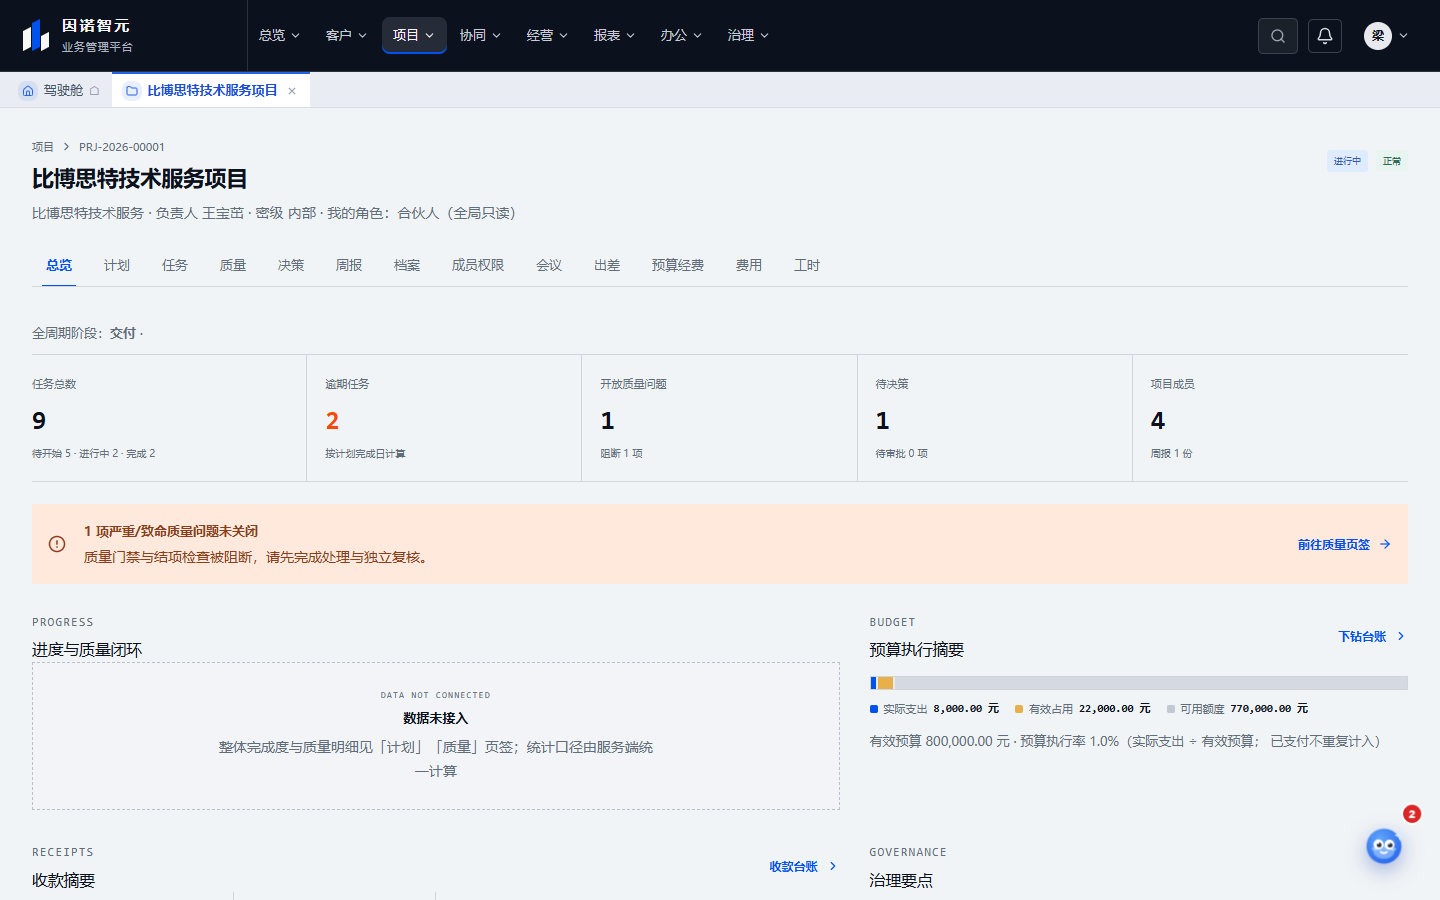 因诺智元
业务管理平台
总览
客户
项目
协同
经营
报表
办公
治理
梁
驾驶舱
比博思特技术服务项目
项目 > PRJ-2026-00001
比博思特技术服务项目
进行中
正常
比博思特技术服务 · 负责人 王宝茁 · 密级 内部 · 我的角色：合伙人（全局只读）
总览
计划
任务
质量
决策
周报
档案
成员权限
会议
出差
预算经费
费用
工时
全周期阶段：交付 ·
任务总数
9
待开始 5 · 进行中 2 · 完成 2
逾期任务
2
按计划完成日计算
开放质量问题
1
阻断 1 项
待决策
1
待审批 0 项
项目成员
4
周报 1 份
1 项严重/致命质量问题未关闭
质量门禁与结项检查被阻断，请先完成处理与独立复核。
前往质量页签
PROGRESS
进度与质量闭环
DATA NOT CONNECTED
数据未接入
整体完成度与质量明细见「计划」「质量」页签；统计口径由服务端统
一计算
BUDGET
预算执行摘要
下钻台账
实际支出 8,000.00 元
有效占用 22,000.00 元
可用额度 770,000.00 元
有效预算 800,000.00 元 · 预算执行率 1.0%（实际支出 ÷ 有效预算； 已支付不重复计入）
2
RECEIPTS
收款摘要
收款台账
GOVERNANCE
治理要点